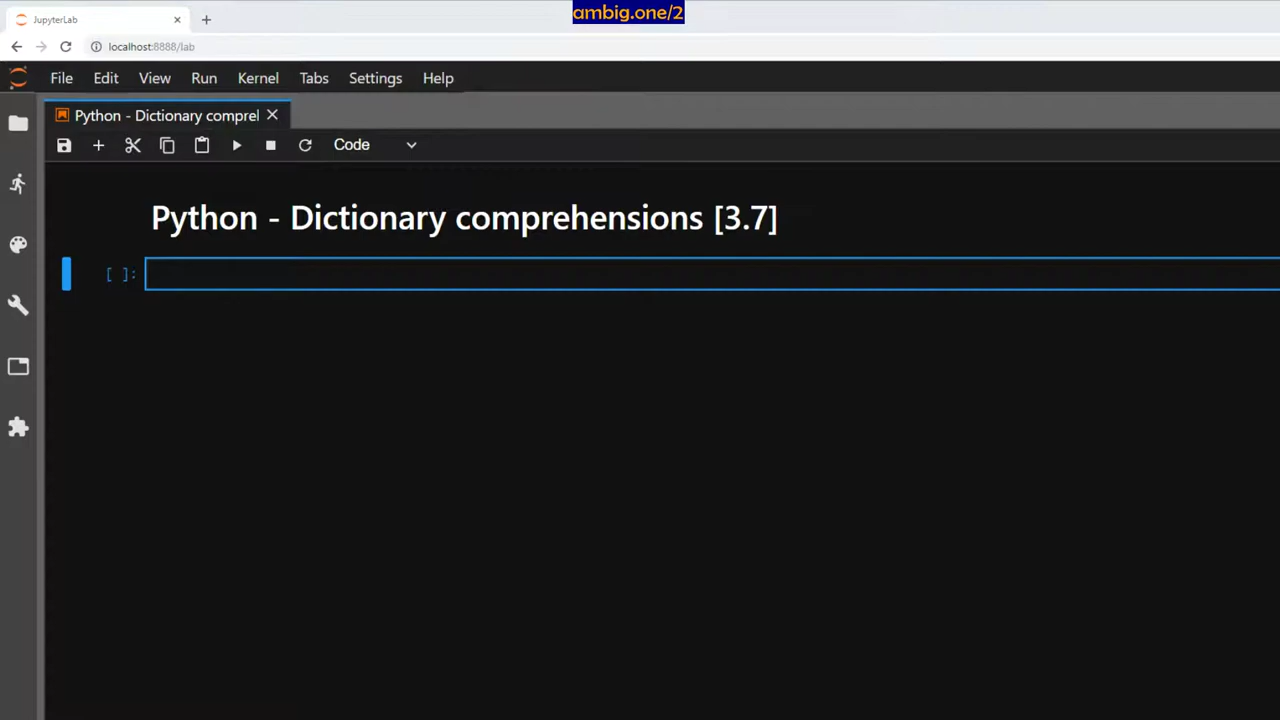 ambig.one/2
JupyterLab
localhost:8888/lab
File Edit View Run Kernel Tabs Settings Help
Python - Dictionary comprel
Code
Python - Dictionary comprehensions [3.7]
[ ]: